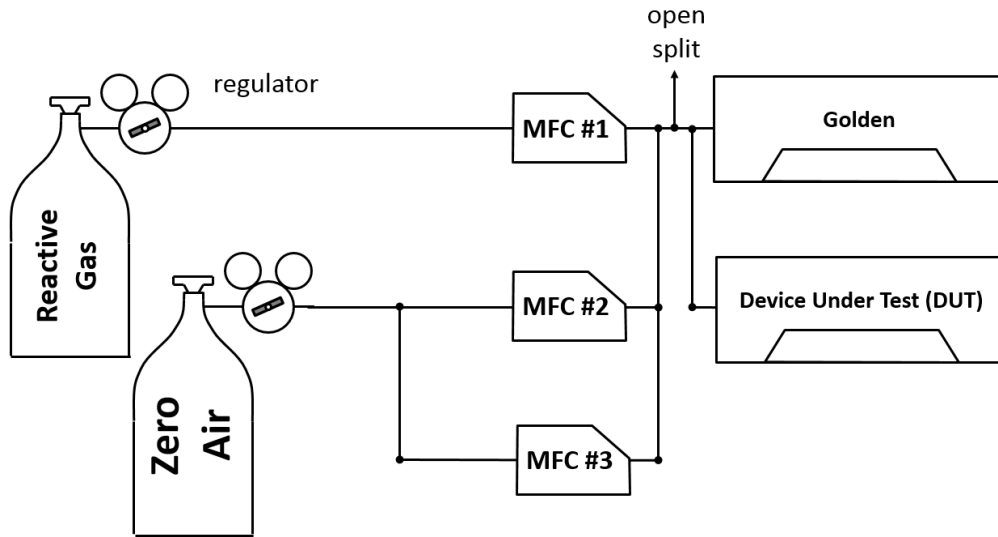 open
split
regulator
MFC #1
Golden
Reactive
Gas
MFC #2
Device Under Test (DUT)
Zero
Air
MFC #3